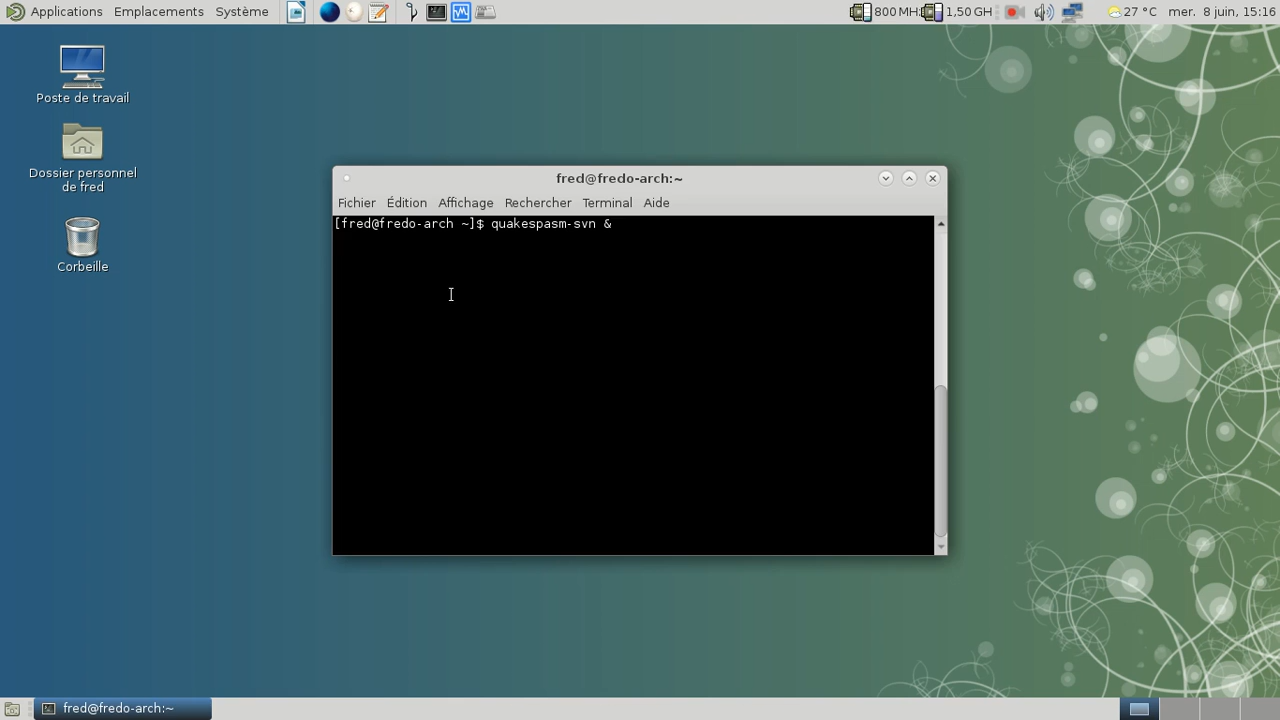 Applications Emplacements Système 800 MHz 1,50 GH 27 °C mer. 8 juin, 15:16
Poste de travail
Dossier personnel
de fred
Corbeille
fred@fredo-arch:~
Fichier Édition Affichage Rechercher Terminal Aide
[fred@fredo-arch ~]$ quakespasm-svn &
fred@fredo-arch:~